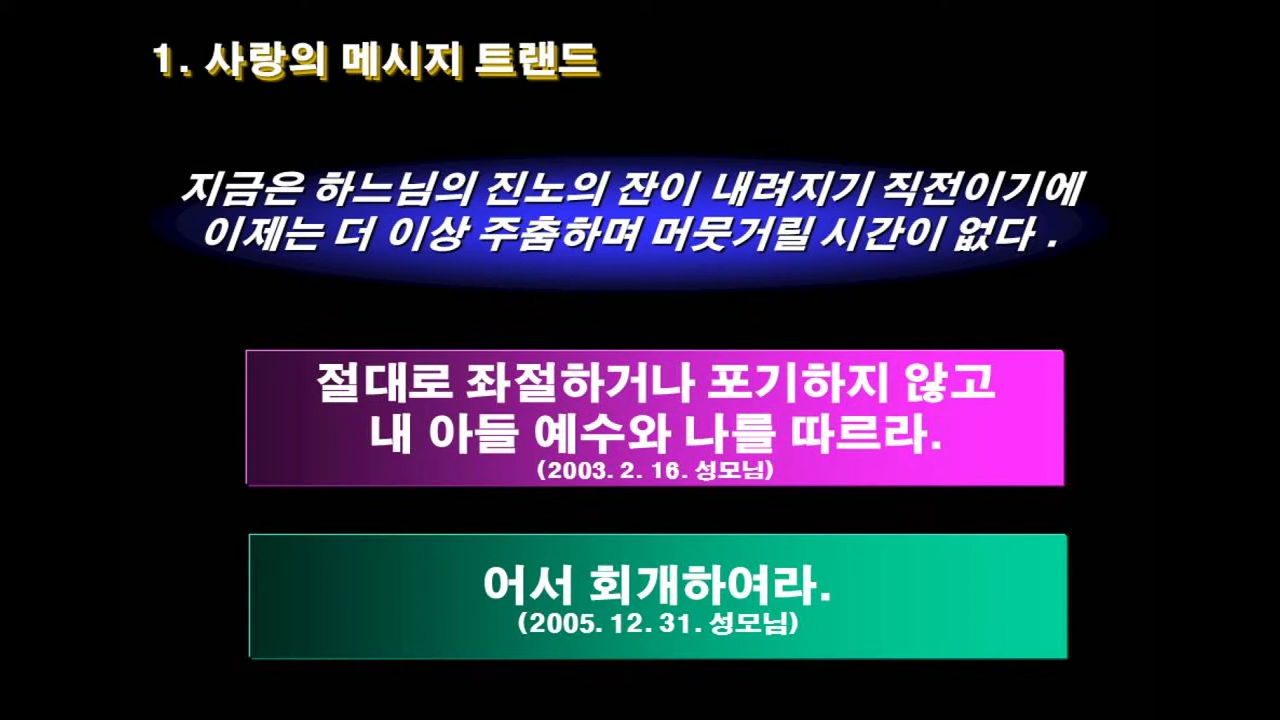 1. 사랑의 메시지 트랜드
지금은 하느님의 진노의 잔이 내려지기 직전이기에
이제는 더 이상 주춤하며 머뭇거릴 시간이 없다 .
절대로 좌절하거나 포기하지 않고
내 아들 예수와 나를 따르라.
(2003. 2. 16. 성모님)
어서 회개하여라.
(2005. 12. 31. 성모님)